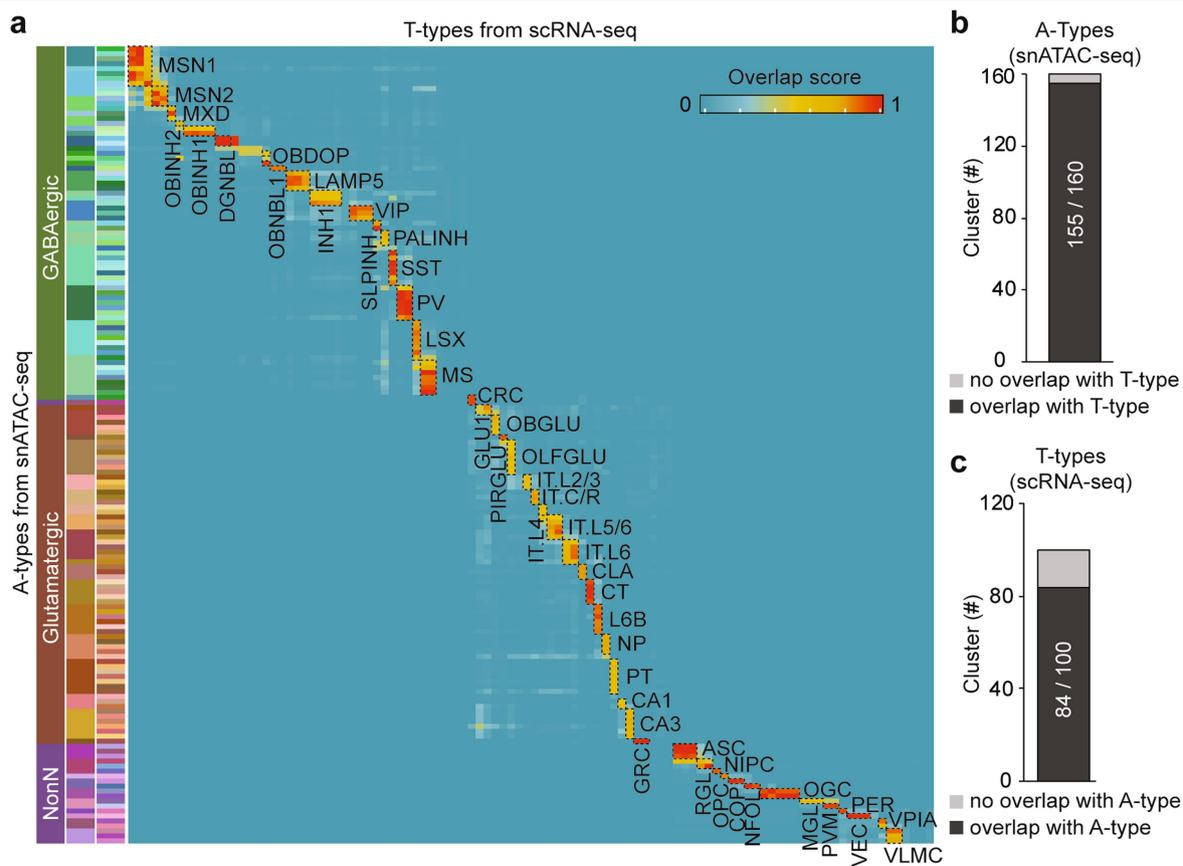 a
T-types from scRNA-seq
A-types from snATAC-seq
GABAergic
Glutamatergic
NonN
Overlap score
0
1
MSN1
MSN2
MXD
OBINH2
OBINH1
DGNBL
OBDOP
OBNBL1
LAMP5
INH1
VIP
SLPINH
PALINH
SST
PV
LSX
MS
CRC
GLU1
OBGLU
PIRGLU
OLFGLU
IT.L2/3
IT.C/R
IT.L4
IT.L5/6
IT.L6
CLA
CT
L6B
NP
PT
CA1
CA3
GRC
ASC
RGL
NIPC
OPC
COP
NFOL
OGC
MGL
PVM
PER
VEC
VPIA
VLMC
b
A-Types
(snATAC-seq)
Cluster (#)
160
120
80
40
0
155 / 160
no overlap with T-type
overlap with T-type
c
T-types
(scRNA-seq)
Cluster (#)
120
80
40
0
84 / 100
no overlap with A-type
overlap with A-type